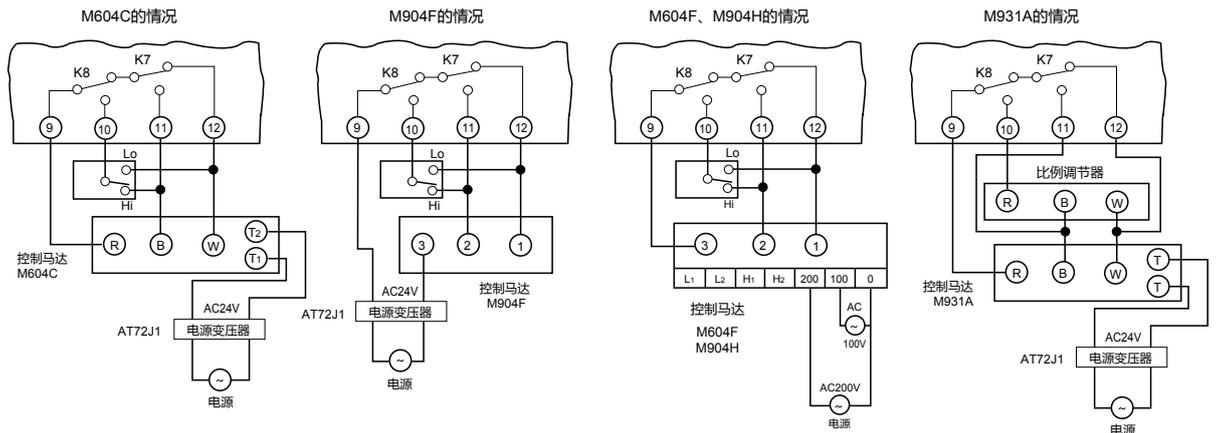 M604C的情况
K8
K7
9
10
11
12
Lo
Hi
R
B
W
T2
T1
控制马达
M604C
AC24V
AT72J1
电源变压器
~
电源
M904F的情况
K8
K7
9
10
11
12
Lo
Hi
3
2
1
控制马达
M904F
AC24V
AT72J1
电源变压器
~
电源
M604F、M904H的情况
K8
K7
9
10
11
12
Lo
Hi
3
2
1
L1 L2 H1 H2 200 100 0
控制马达
M604F
M904H
AC
~
100V
AC200V
~
电源
M931A的情况
K8
K7
9
10
11
12
比例调节器
R
B
W
R
B
W
T
T
控制马达
M931A
AC24V
AT72J1
电源变压器
~
电源